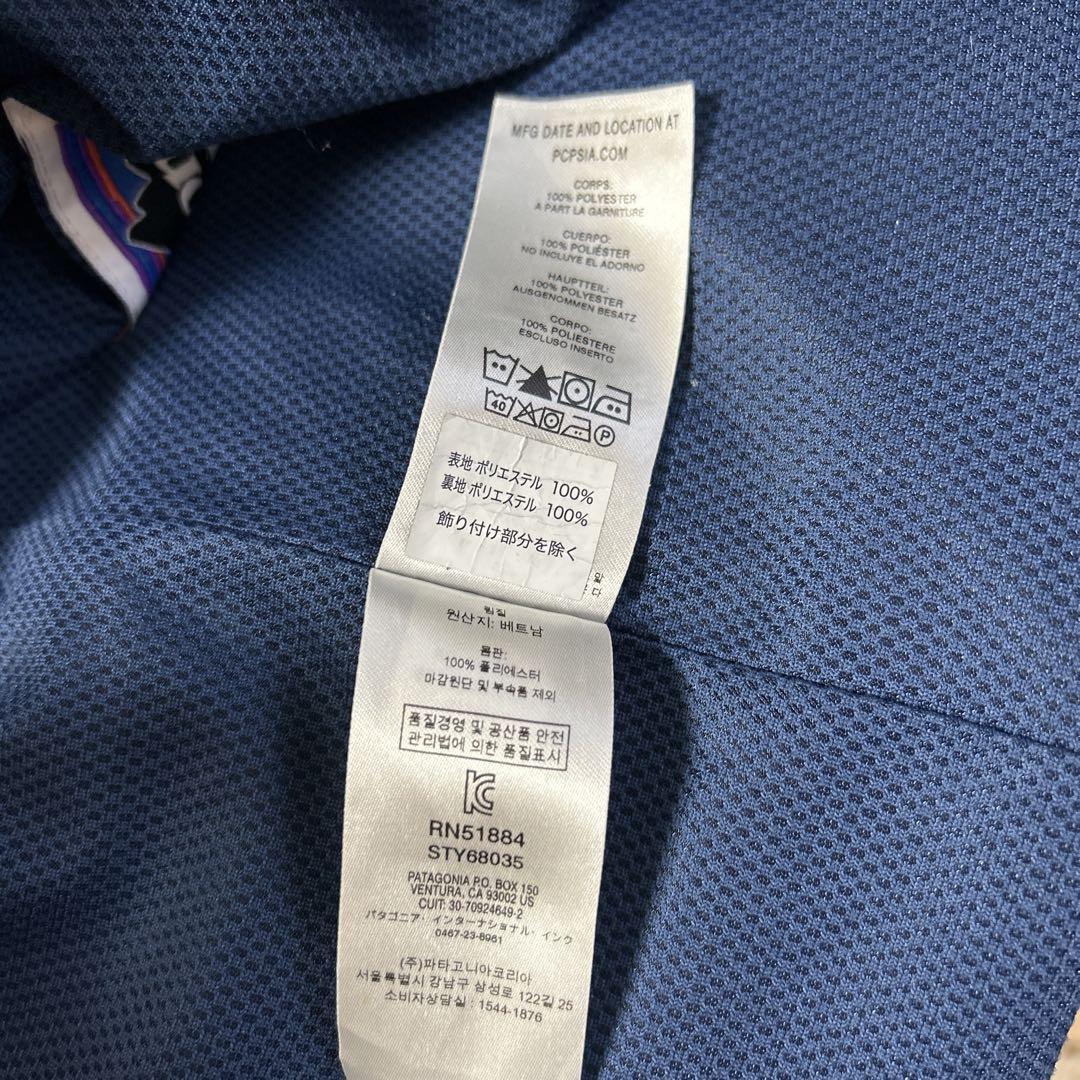 MFG DATE AND LOCATION AT
PCPSIA.COM
CORPS:
100% POLYESTER
A PART LA GARNITURE
CUERPO:
100% POLIÉSTER
NO INCLUYE EL ADORNO
HAUPTTEIL:
100% POLYESTER
AUSGENOMMEN BESATZ
CORPO:
100% POLIESTERE
ESCLUSO INSERTO
40
P
表地 ポリエステル 100%
裏地 ポリエステル 100%
飾り付け部分を除く
말
다
원산지: 베트남
몸판:
100% 폴리에스터
마감원단 및 부속품 제외
품질경영 및 공산품 안전
관리법에 의한 품질표시
RN51884
STY68035
PATAGONIA P.O. BOX 150
VENTURA, CA 93002 US
CUIT: 30-70924649-2
パタゴニア・インターナショナル・インク
0467-23-8961
(주)파타고니아코리아
서울특별시 강남구 삼성로 122길 25
소비자상담실 : 1544-1876